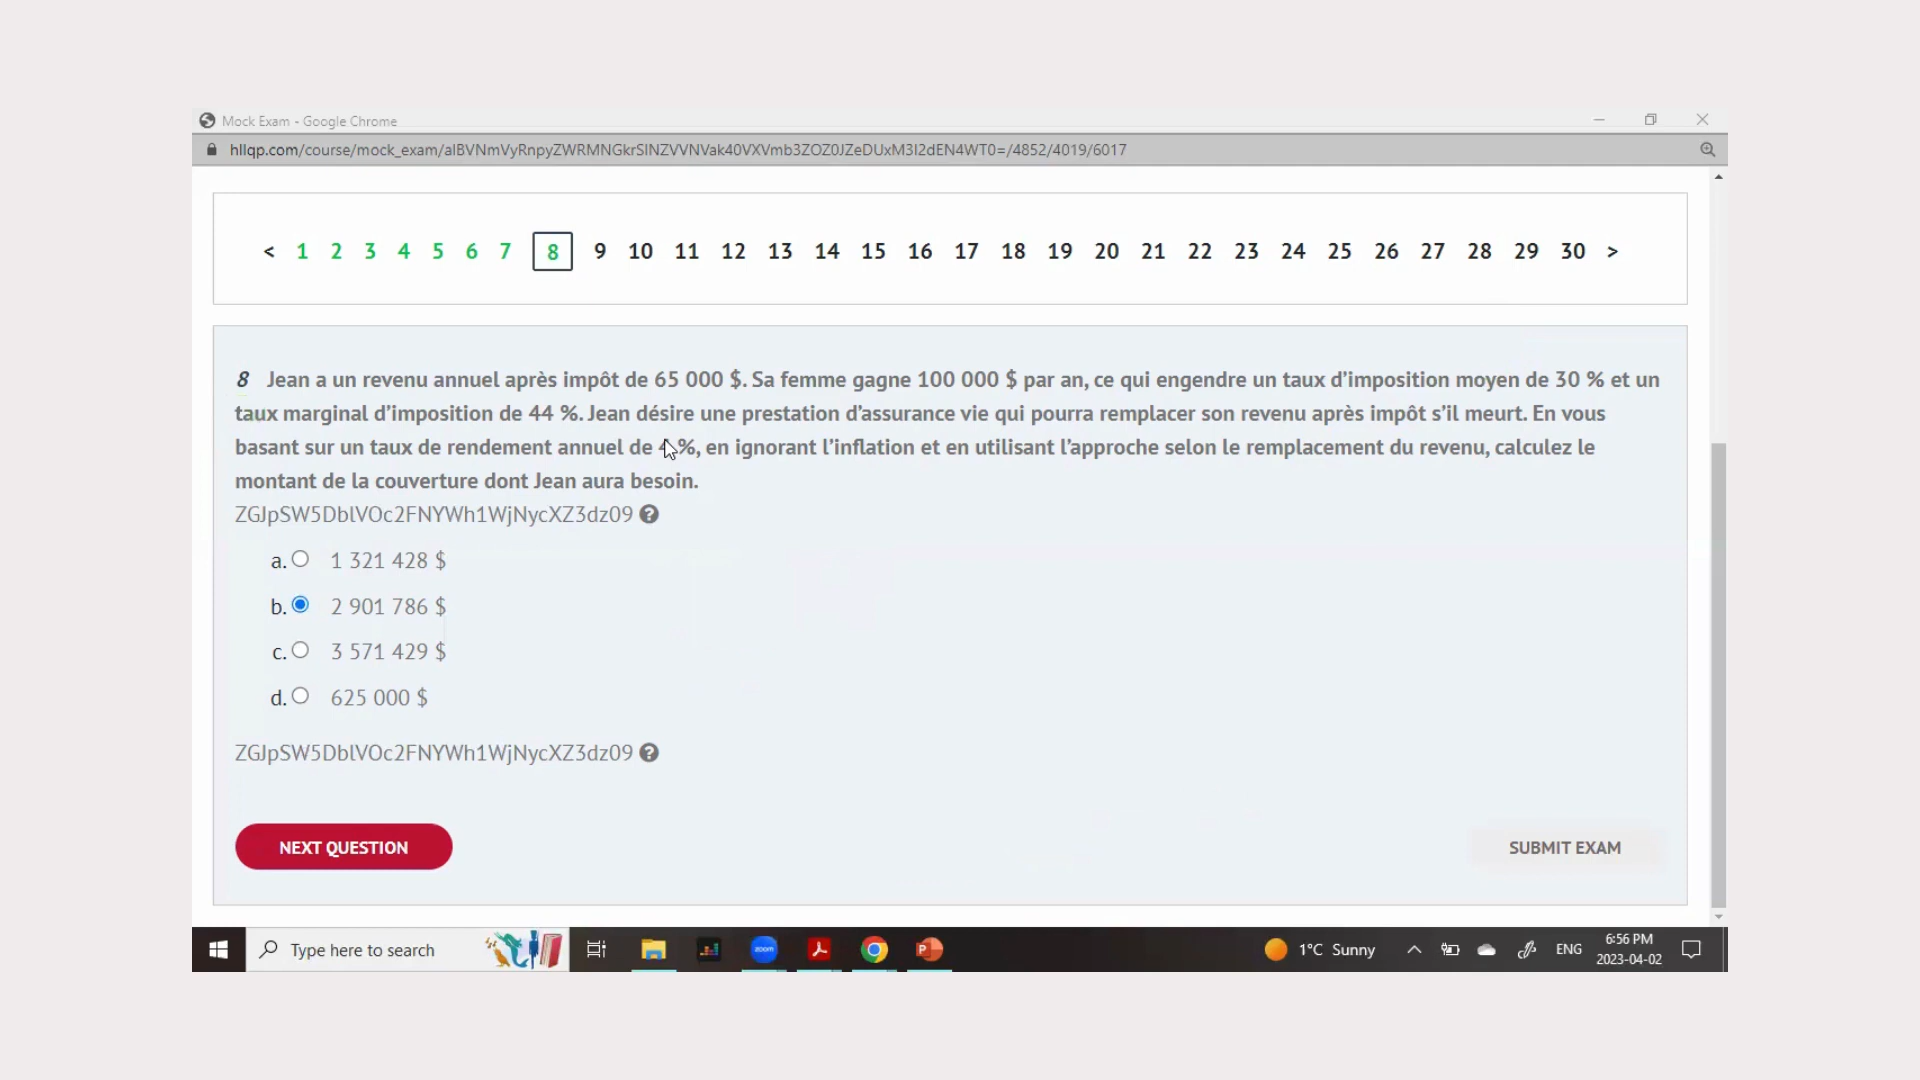 Mock Exam - Google Chrome
hllqp.com/course/mock_exam/alBVNmVyRnpyZWRMNGkrSlNZVVNVak40VXVmb3ZOZ0JZeDUxM3I2dEN4WT0=/4852/4019/6017
< 1 2 3 4 5 6 7 8 9 10 11 12 13 14 15 16 17 18 19 20 21 22 23 24 25 26 27 28 29 30 >
8 Jean a un revenu annuel après impôt de 65 000 $. Sa femme gagne 100 000 $ par an, ce qui engendre un taux d'imposition moyen de 30 % et un
taux marginal d'imposition de 44 %. Jean désire une prestation d'assurance vie qui pourra remplacer son revenu après impôt s'il meurt. En vous
basant sur un taux de rendement annuel de 4 %, en ignorant l'inflation et en utilisant l'approche selon le remplacement du revenu, calculez le
montant de la couverture dont Jean aura besoin.
ZGJpSW5DblVOc2FNYWh1WjNycXZ3dz09 ?
a. 1 321 428 $
b. 2 901 786 $
c. 3 571 429 $
d. 625 000 $
ZGJpSW5DblVOc2FNYWh1WjNycXZ3dz09 ?
NEXT QUESTION
SUBMIT EXAM
Type here to search
zoom
1°C Sunny
ENG
6:56 PM
2023-04-02